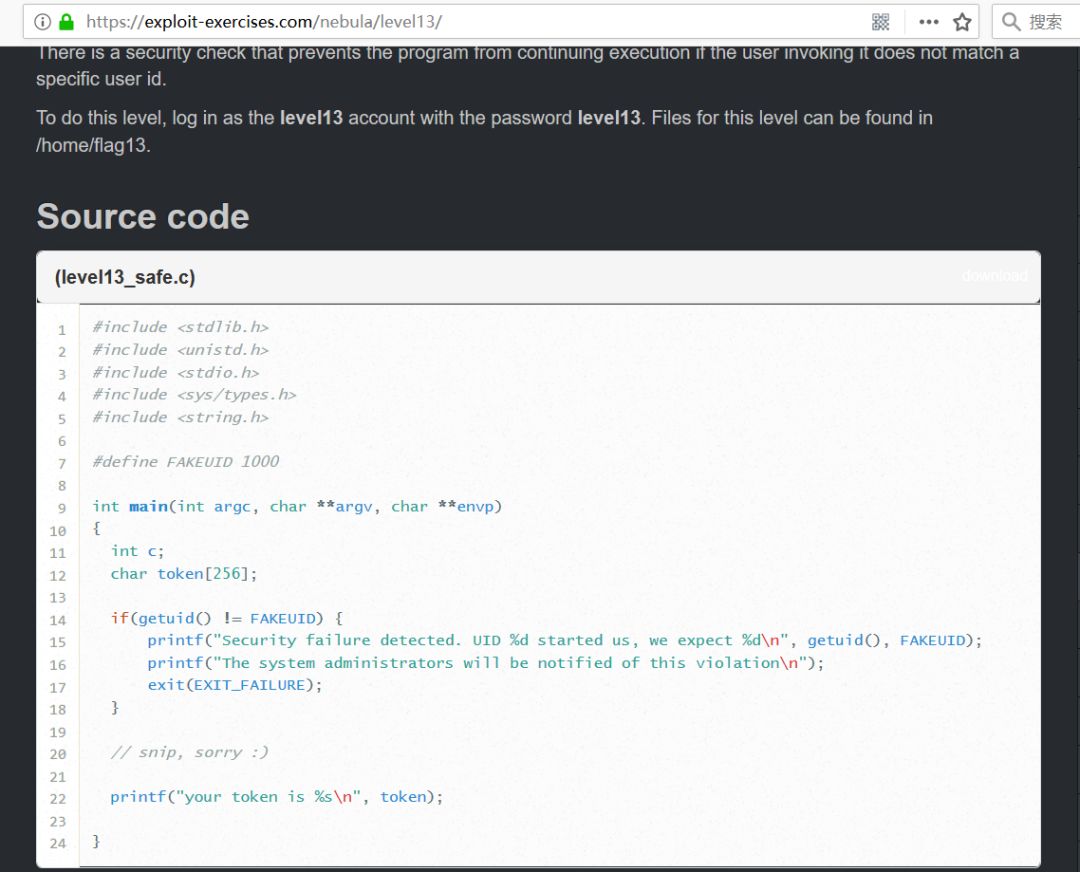 https://exploit-exercises.com/nebula/level13/
搜索
There is a security check that prevents the program from continuing execution if the user invoking it does not match a
specific user id.
To do this level, log in as the level13 account with the password level13. Files for this level can be found in
/home/flag13.
Source code
(level13_safe.c)
download
1 #include <stdlib.h>
2 #include <unistd.h>
3 #include <stdio.h>
4 #include <sys/types.h>
5 #include <string.h>
6
7 #define FAKEUID 1000
8
9 int main(int argc, char **argv, char **envp)
10 {
11 int c;
12 char token[256];
13
14 if(getuid() != FAKEUID) {
15 printf("Security failure detected. UID %d started us, we expect %d\n", getuid(), FAKEUID);
16 printf("The system administrators will be notified of this violation\n");
17 exit(EXIT_FAILURE);
18 }
19
20 // snip, sorry :)
21
22 printf("your token is %s\n", token);
23
24 }